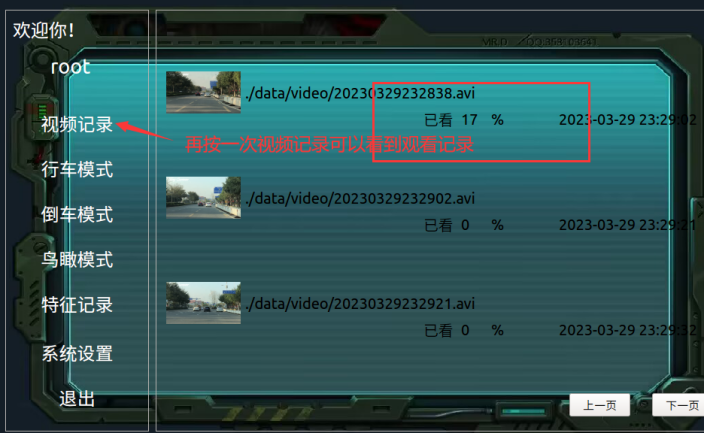 欢迎你！
root
视频记录
行车模式
倒车模式
鸟瞰模式
特征记录
系统设置
退出
./data/video/20230329232838.avi
已看 17 % 2023-03-29 23:29:02
再按一次视频记录可以看到观看记录
./data/video/20230329232902.avi
已看 0 % 2023-03-29 23:29:21
./data/video/20230329232921.avi
已看 0 % 2023-03-29 23:29:32
上一页 下一页